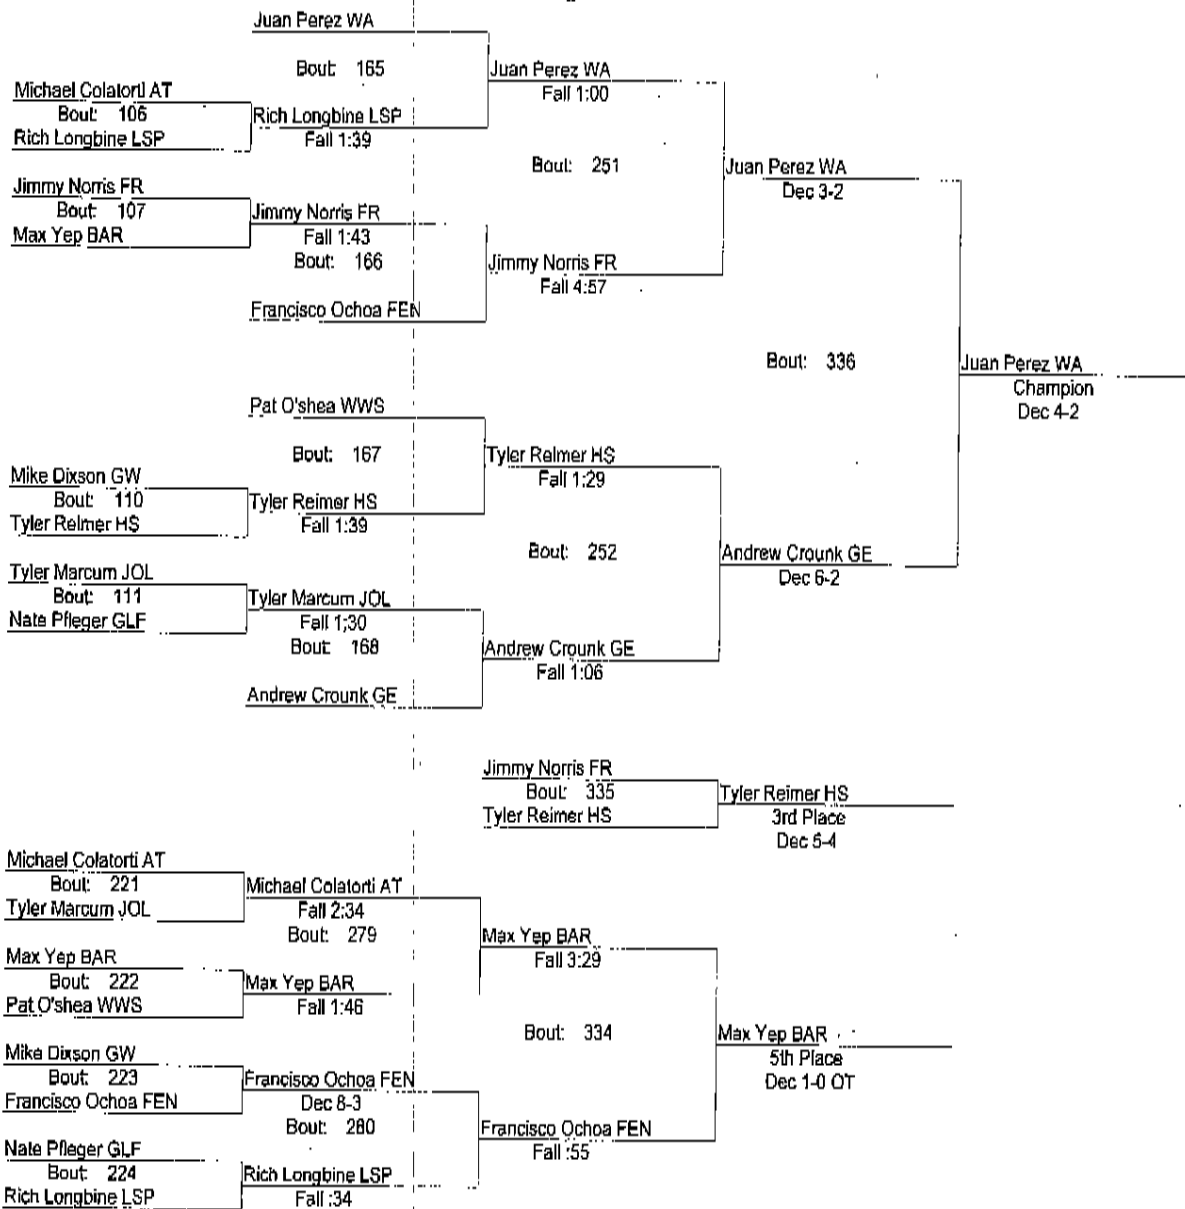 Juan Perez WA
Bout: 165
Juan Perez WA
Fall 1:00
Michael Colatorti AT
Bout: 106
Rich Longbine LSP
Rich Longbine LSP
Fall 1:39
Bout: 251
Juan Perez WA
Dec 3-2
Jimmy Norris FR
Bout: 107
Max Yep BAR
Jimmy Norris FR
Fall 1:43
Bout: 166
Jimmy Norris FR
Fall 4:57
Francisco Ochoa FEN
Bout: 336
Juan Perez WA
Champion
Dec 4-2
Pat O'shea WWS
Bout: 167
Tyler Reimer HS
Fall 1:29
Mike Dixson GW
Bout: 110
Tyler Reimer HS
Tyler Reimer HS
Fall 1:39
Bout: 252
Andrew Crounk GE
Dec 6-2
Tyler Marcum JOL
Bout: 111
Nate Pfleger GLF
Tyler Marcum JOL
Fall 1:30
Bout: 168
Andrew Crounk GE
Fall 1:06
Andrew Crounk GE
Jimmy Norris FR
Bout: 335
Tyler Reimer HS
Tyler Reimer HS
3rd Place
Dec 5-4
Michael Colatorti AT
Bout: 221
Tyler Marcum JOL
Michael Colatorti AT
Fall 2:34
Bout: 279
Max Yep BAR
Fall 3:29
Max Yep BAR
Bout: 222
Pat O'shea WWS
Max Yep BAR
Fall 1:46
Bout: 334
Max Yep BAR
5th Place
Dec 1-0 OT
Mike Dixson GW
Bout: 223
Francisco Ochoa FEN
Francisco Ochoa FEN
Dec 8-3
Bout: 280
Francisco Ochoa FEN
Fall :55
Nate Pfleger GLF
Bout: 224
Rich Longbine LSP
Rich Longbine LSP
Fall :34